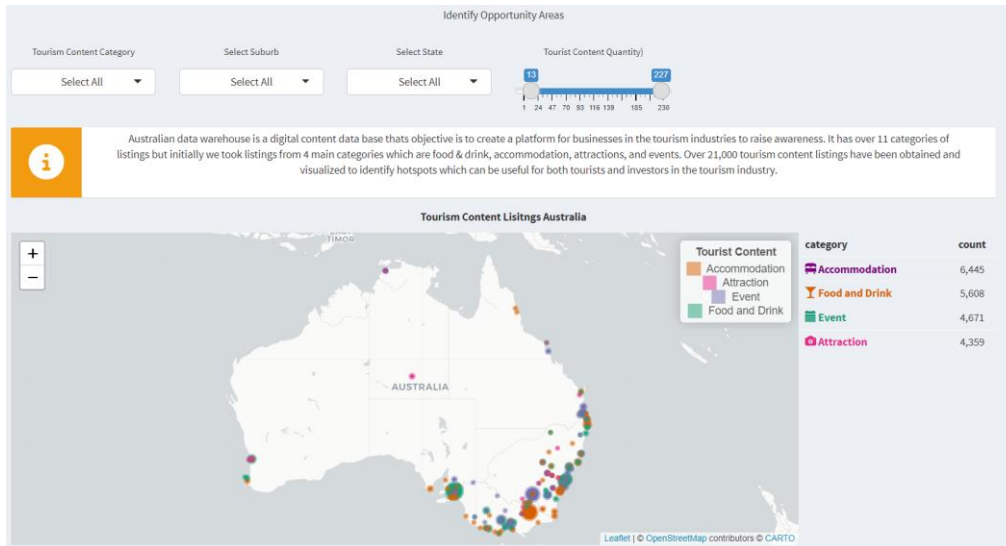 Identify Opportunity Areas
Tourism Content Category
Select Suburb
Select State
Tourist Content Quantity)
Select All
Select All
Select All
13
227
1 24 47 70 93 116 139 185 230
Australian data warehouse is a digital content data base thats objective is to create a platform for businesses in the tourism industries to raise awareness. It has over 11 categories of
listings but initially we took listings from 4 main categories which are food & drink, accommodation, attractions, and events. Over 21,000 tourism content listings have been obtained and
visualized to identify hotspots which can be useful for both tourists and investors in the tourism industry.
Tourism Content Lisitngs Australia
+
−
TIMOR
AUSTRALIA
Tourist Content
Accommodation
Attraction
Event
Food and Drink
Leaflet | © OpenStreetMap contributors © CARTO
category count
Accommodation 6,445
Food and Drink 5,608
Event 4,671
Attraction 4,359